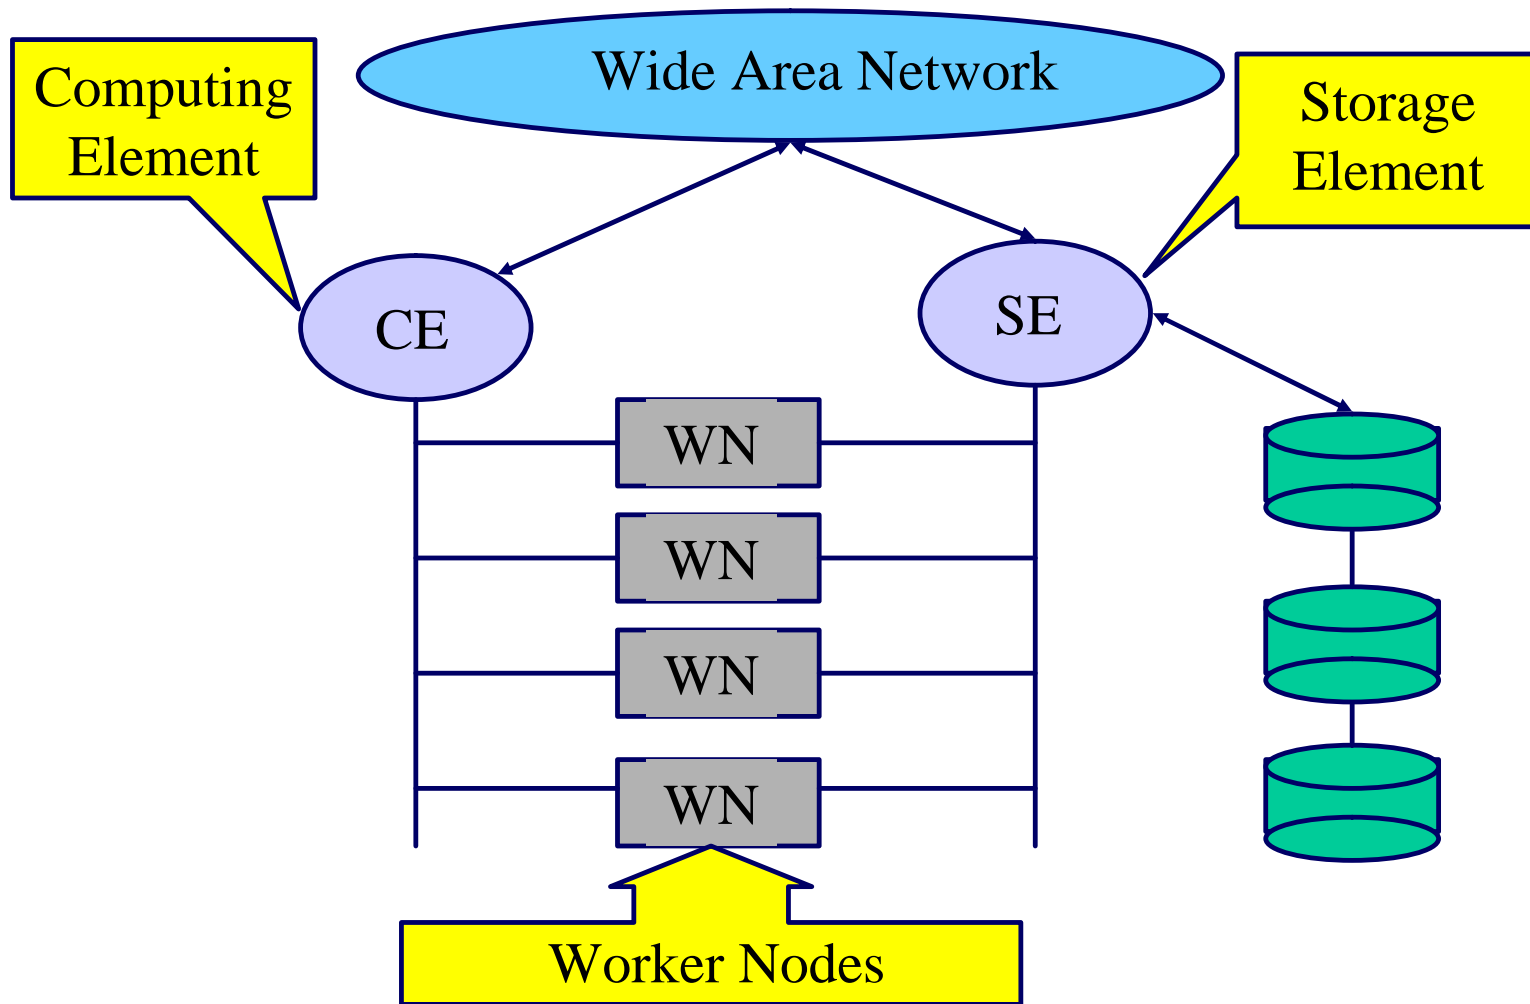 Wide Area Network
Computing
Element
Storage
Element
CE
SE
WN
WN
WN
WN
Worker Nodes